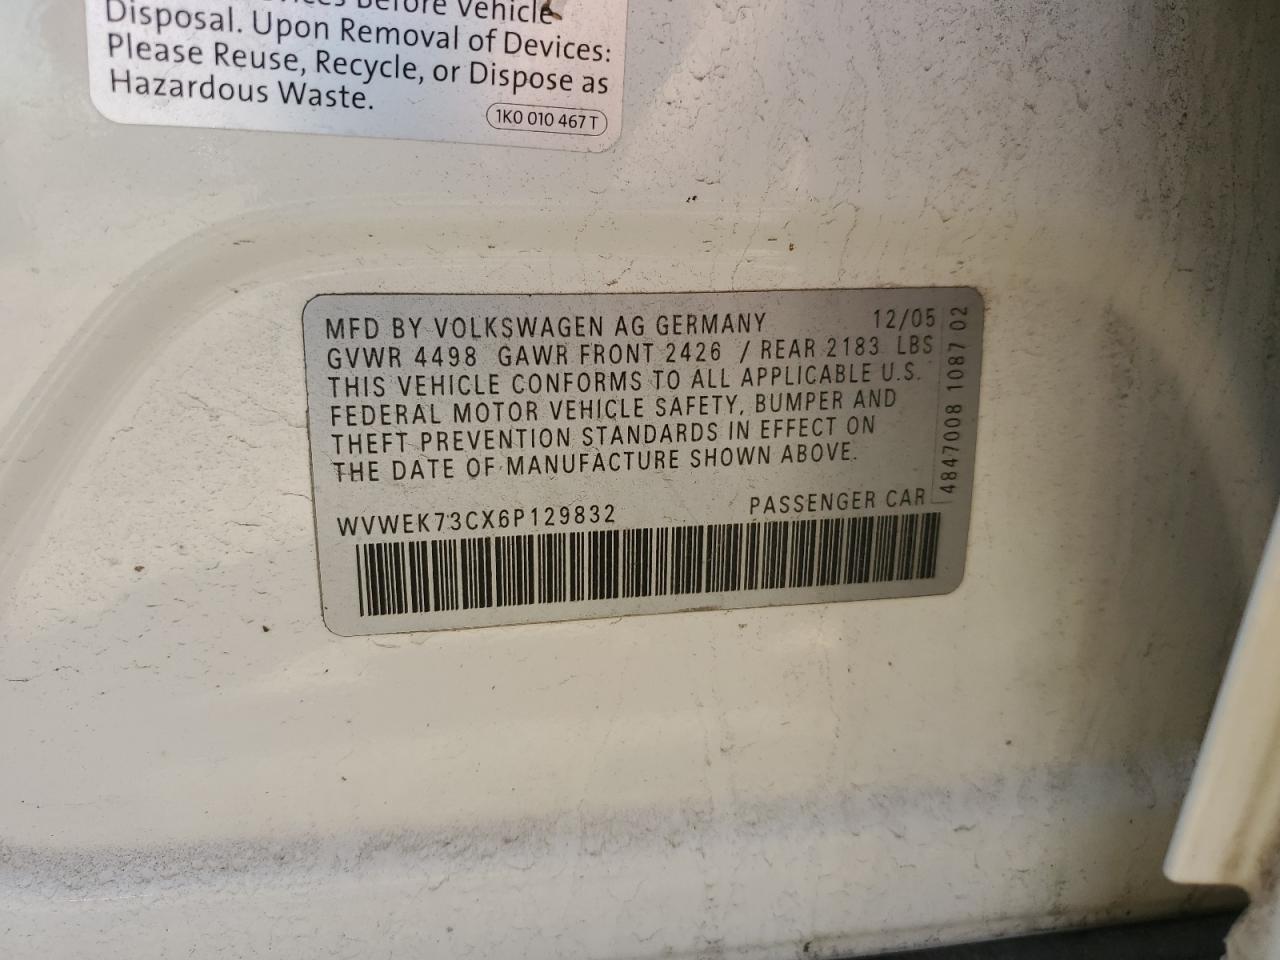 Before Vehicle
Disposal. Upon Removal of Devices:
Please Reuse, Recycle, or Dispose as
Hazardous Waste.
1K0 010 467 T
MFD BY VOLKSWAGEN AG GERMANY 12/05
GVWR 4498 GAWR FRONT 2426 / REAR 2183 LBS
THIS VEHICLE CONFORMS TO ALL APPLICABLE U.S.
FEDERAL MOTOR VEHICLE SAFETY, BUMPER AND
THEFT PREVENTION STANDARDS IN EFFECT ON
THE DATE OF MANUFACTURE SHOWN ABOVE.
WVWEK73CX6P129832 PASSENGER CAR
4847008 1087 02